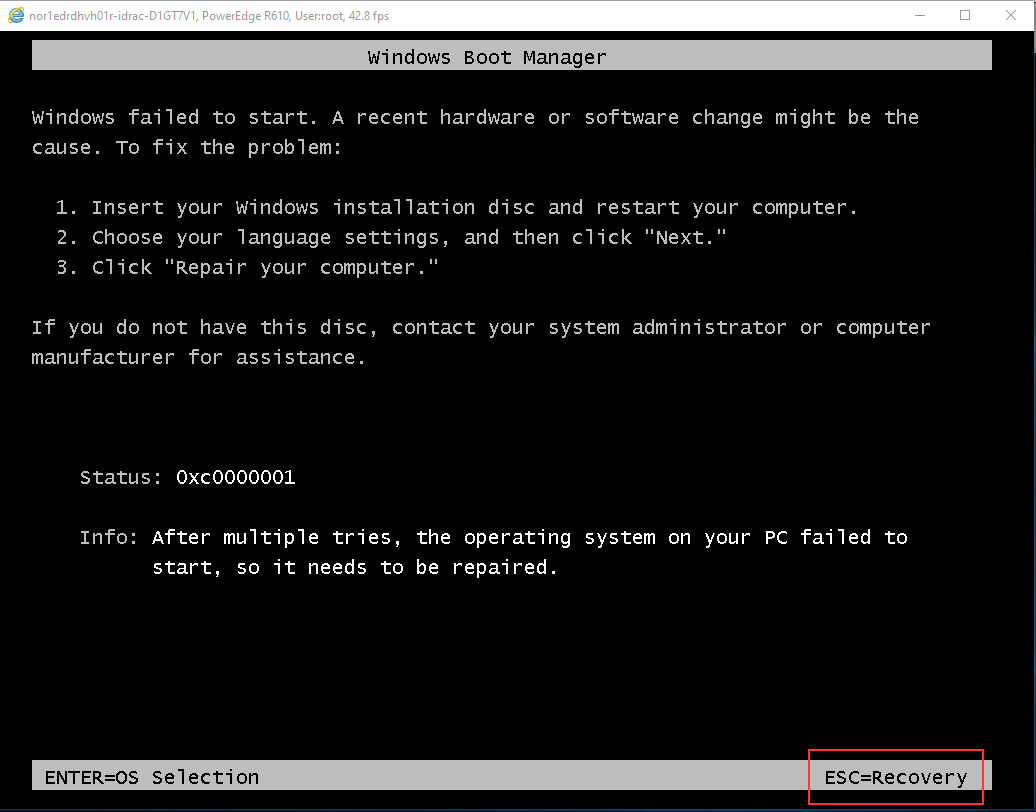 nor1edrdhvh01r-idrac-D1GT7V1, PowerEdge R610, User:root, 42.8 fps
Windows Boot Manager
Windows failed to start. A recent hardware or software change might be the
cause. To fix the problem:
1. Insert your Windows installation disc and restart your computer.
2. Choose your language settings, and then click "Next."
3. Click "Repair your computer."
If you do not have this disc, contact your system administrator or computer
manufacturer for assistance.
Status: 0xc0000001
Info: After multiple tries, the operating system on your PC failed to
start, so it needs to be repaired.
ENTER=OS Selection ESC=Recovery